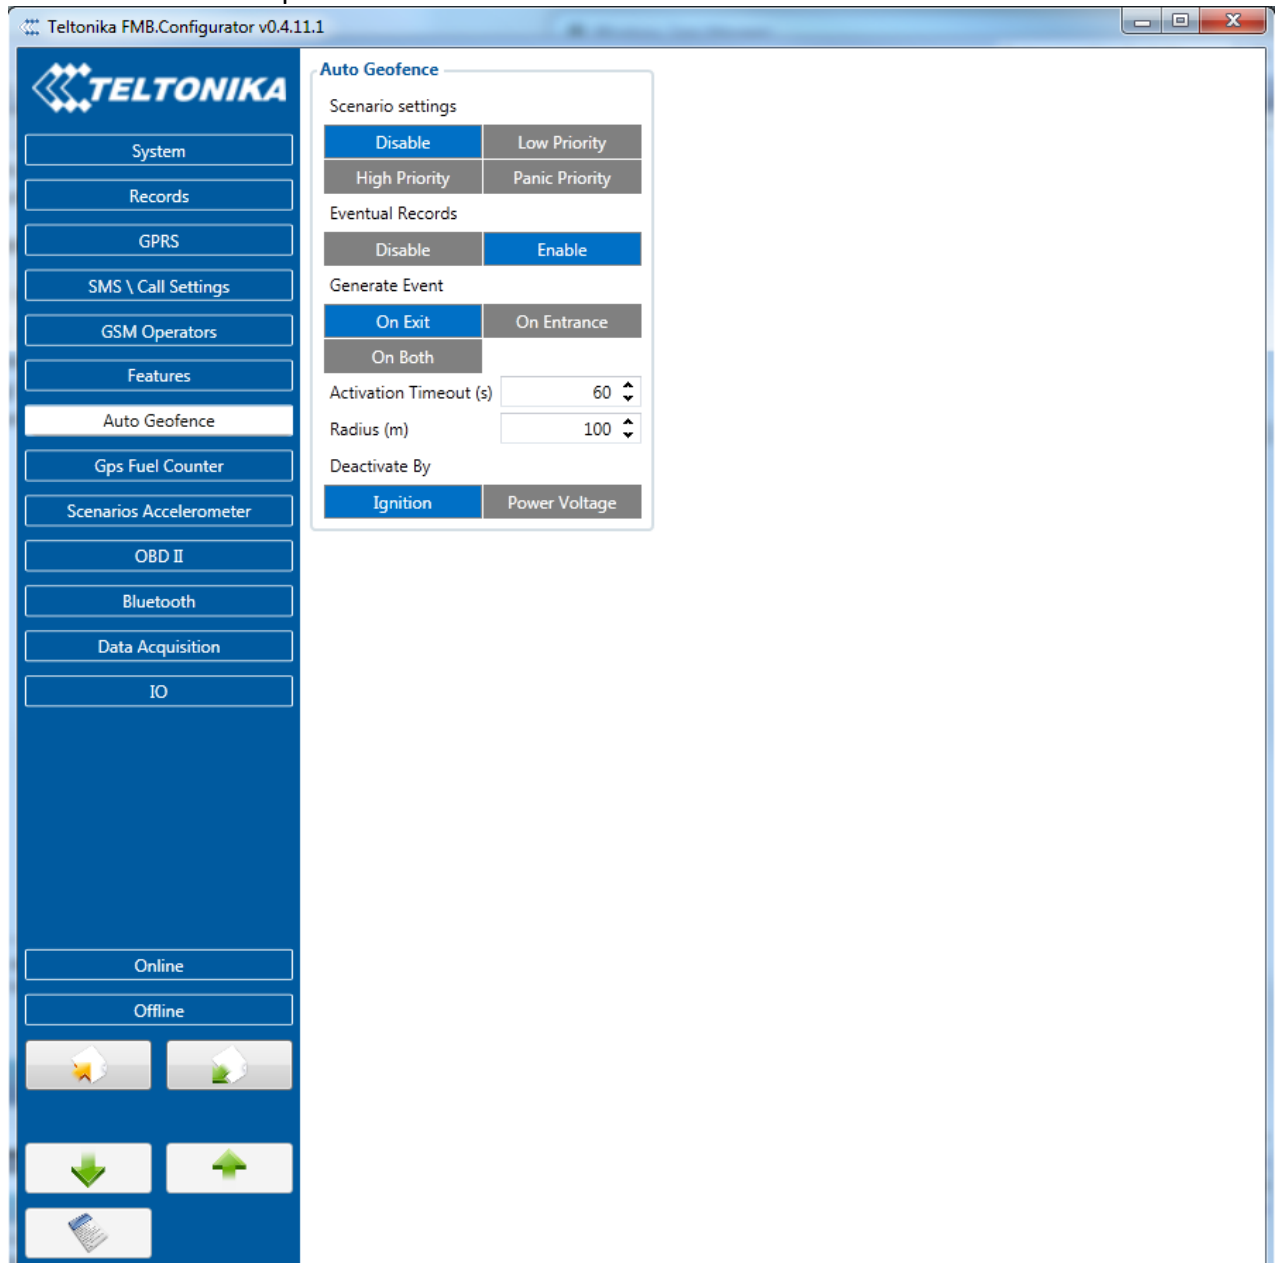 Teltonika FMB.Configurator v0.4.11.1
TELTONIKA
System
Records
GPRS
SMS \ Call Settings
GSM Operators
Features
Auto Geofence
Gps Fuel Counter
Scenarios Accelerometer
OBD II
Bluetooth
Data Acquisition
IO
Online
Offline
Auto Geofence
Scenario settings
Disable Low Priority
High Priority Panic Priority
Eventual Records
Disable Enable
Generate Event
On Exit On Entrance
On Both
Activation Timeout (s) 60
Radius (m) 100
Deactivate By
Ignition Power Voltage